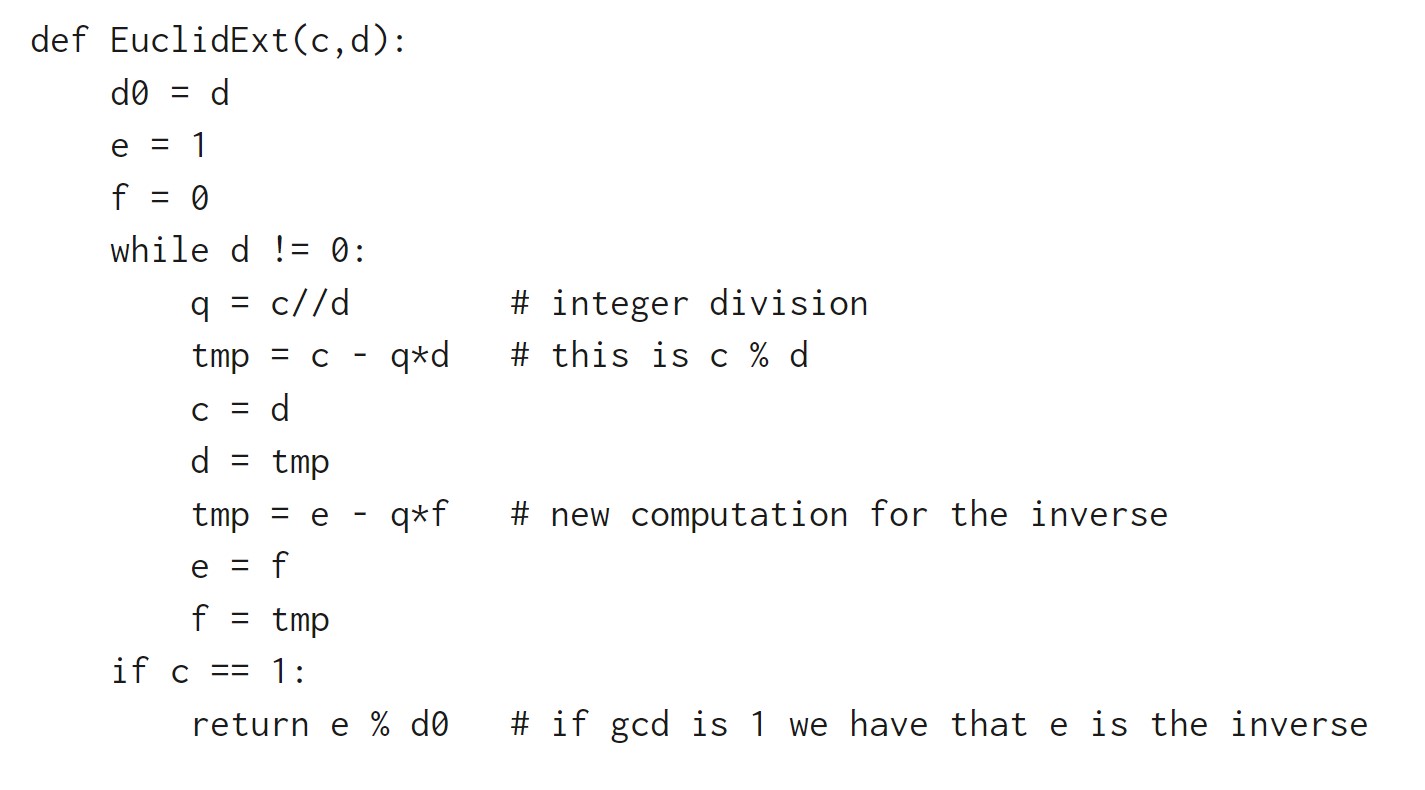 def EuclidExt(c,d):
    d0 = d
    e = 1
    f = 0
    while d != 0:
        q = c//d        # integer division
        tmp = c - q*d   # this is c % d
        c = d
        d = tmp
        tmp = e - q*f   # new computation for the inverse
        e = f
        f = tmp
    if c == 1:
        return e % d0   # if gcd is 1 we have that e is the inverse